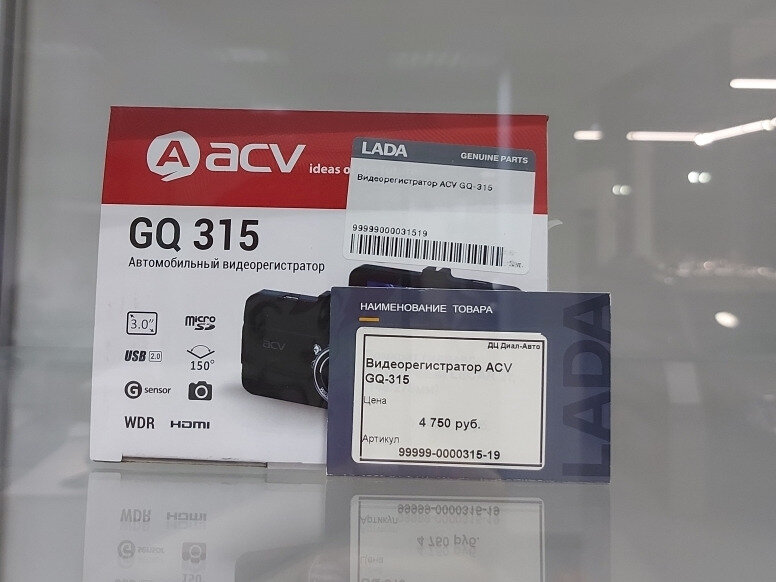 acv
ideas o
LADA
GENUINE PARTS
Видеорегистратор ACV GQ-315
99999000031519
GQ 315
Автомобильный видеорегистратор
3.0"
micro SD
USB 2.0
150°
acv
G sensor
WDR
HDMI
НАИМЕНОВАНИЕ ТОВАРА
ДЦ Диал-Авто
Видеорегистратор ACV
GQ-315
Цена
4 750 руб.
Артикул
99999-0000315-19
LADA